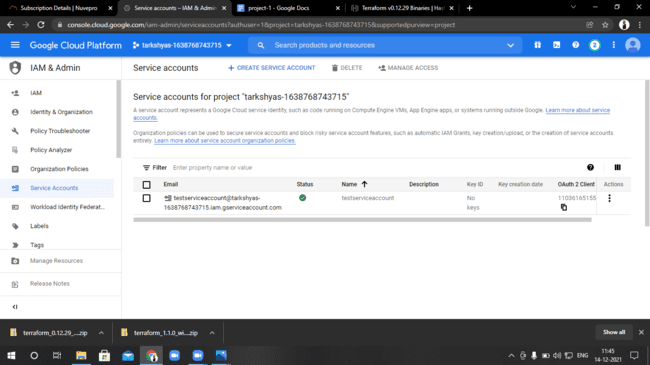 Subscription Details | Nuvepro
Service accounts – IAM & Admin
project-1 - Google Docs
Terraform v0.12.29 Binaries | Has
console.cloud.google.com/iam-admin/serviceaccounts?authuser=1&project=tarkshyas-1638768743715&supportedpurview=project
Google Cloud Platform
tarkshyas-1638768743715
Search products and resources
2
IAM & Admin
Service accounts
CREATE SERVICE ACCOUNT
DELETE
MANAGE ACCESS
IAM
Identity & Organization
Policy Troubleshooter
Policy Analyzer
Organization Policies
Service Accounts
Workload Identity Federat...
Labels
Tags
Manage Resources
Release Notes
Service accounts for project "tarkshyas-1638768743715"
A service account represents a Google Cloud service identity, such as code running on Compute Engine VMs, App Engine apps, or systems running outside Google. Learn more about service
accounts.
Organization policies can be used to secure service accounts and block risky service account features, such as automatic IAM Grants, key creation/upload, or the creation of service accounts
entirely. Learn more about service account organization policies.
Filter Enter property name or value
Email Status Name Description Key ID Key creation date OAuth 2 Client Actions
testserviceaccount@tarkshyas- testserviceaccount No 11036165155
1638768743715.iam.gserviceaccount.com keys
terraform_0.12.29_....zip
terraform_1.1.0_wi....zip
Show all
ENG
11:45
14-12-2021